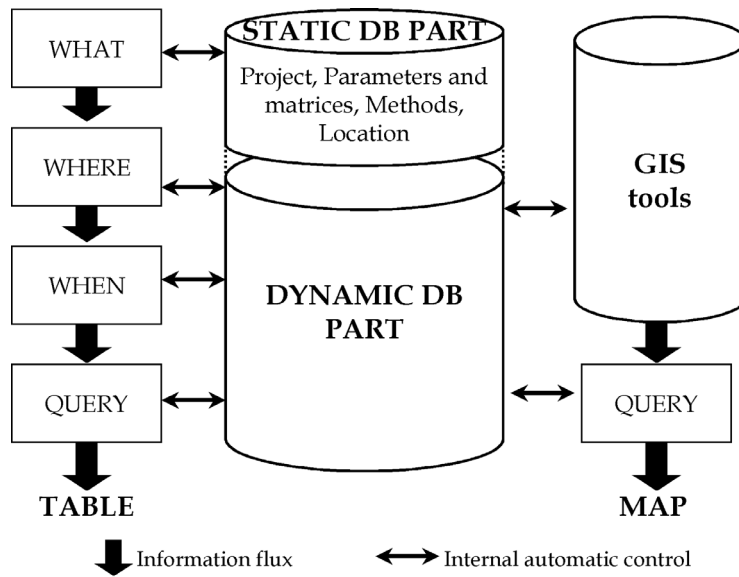 WHAT
WHERE
WHEN
QUERY
TABLE
STATIC DB PART
Project, Parameters and
matrices, Methods,
Location
DYNAMIC DB
PART
GIS
tools
QUERY
MAP
Information flux
Internal automatic control